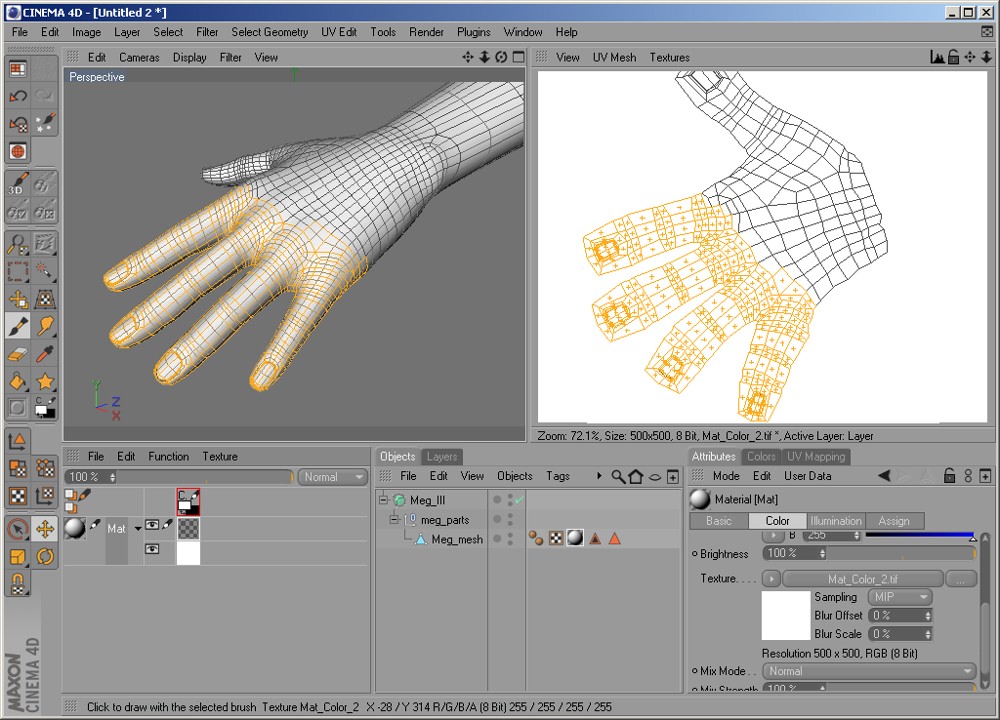 CINEMA 4D - [Untitled 2 *]
File Edit Image Layer Select Filter Select Geometry UV Edit Tools Render Plugins Window Help
Edit Cameras Display Filter View
View UV Mesh Textures
Perspective
3D
Y
Z
X
Zoom: 72.1%, Size: 500x500, 8 Bit, Mat_Color_2.tif *, Active Layer: Layer
File Edit Function Texture
100 % Normal
C
Mat
Objects Layers
File Edit View Objects Tags
Meg_III
meg_parts
Meg_mesh
Attributes Colors UV Mapping
Mode Edit User Data
Material [Mat]
Basic Color Illumination Assign
B 255
Brightness 100 %
Texture. . . . Mat_Color_2.tif ...
Sampling MIP
Blur Offset 0 %
Blur Scale 0 %
Resolution 500 x 500, RGB (8 Bit)
Mix Mode. Normal
Mix Strength 100 %
MAXON
CINEMA 4D
Click to draw with the selected brush Texture Mat_Color_2 X -28 / Y 314 R/G/B/A (8 Bit) 255 / 255 / 255 / 255